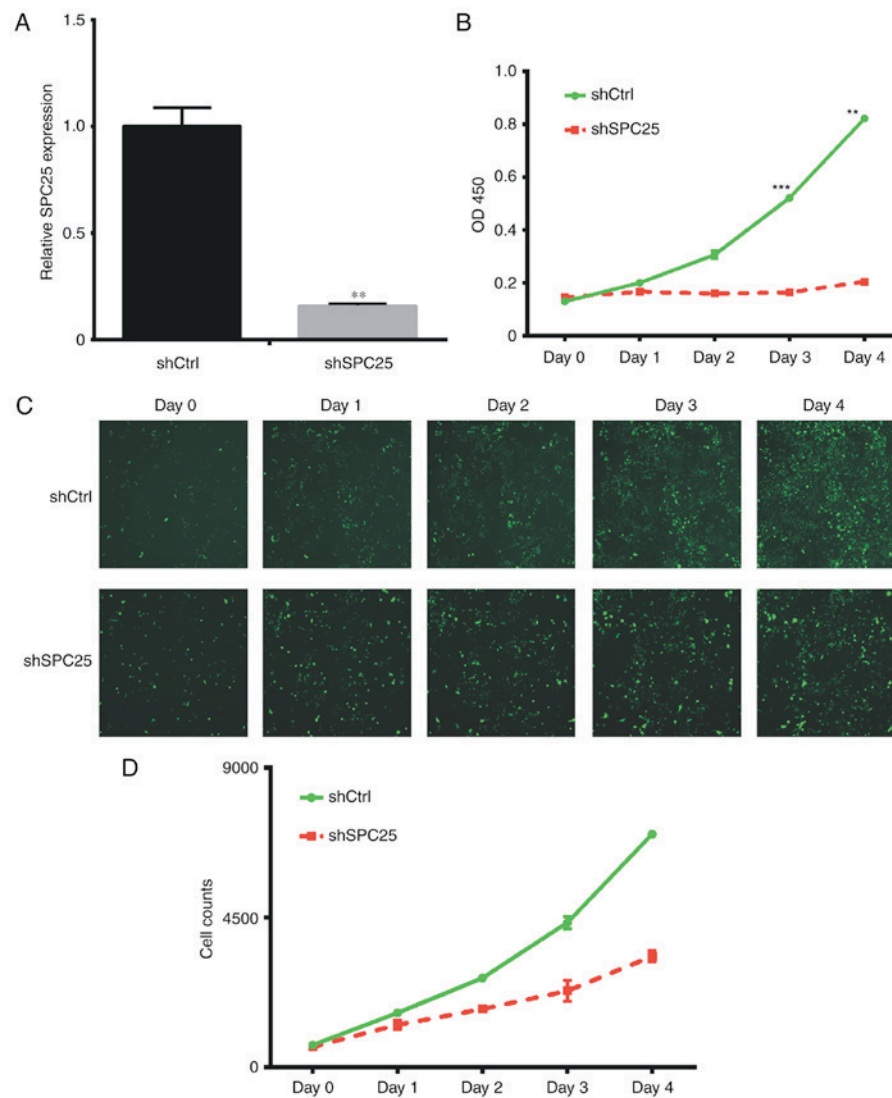 A
1.5
1.0
0.5
0
Relative SPC25 expression
**
shCtrl
shSPC25
B
1.0
0.8
0.6
0.4
0.2
0
OD 450
shCtrl
shSPC25
***
**
Day 0
Day 1
Day 2
Day 3
Day 4
C
Day 0
Day 1
Day 2
Day 3
Day 4
shCtrl
shSPC25
D
9000
4500
0
Cell counts
shCtrl
shSPC25
Day 0
Day 1
Day 2
Day 3
Day 4